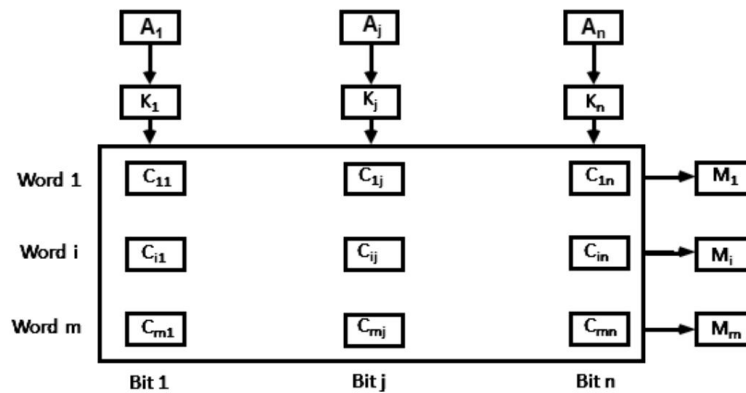 A₁ Aⱼ Aₙ
K₁ Kⱼ Kₙ
Word 1 C₁₁ C₁ⱼ C₁ₙ M₁
Word i Cᵢ₁ Cᵢⱼ Cᵢₙ Mᵢ
Word m Cₘ₁ Cₘⱼ Cₘₙ Mₘ
Bit 1 Bit j Bit n